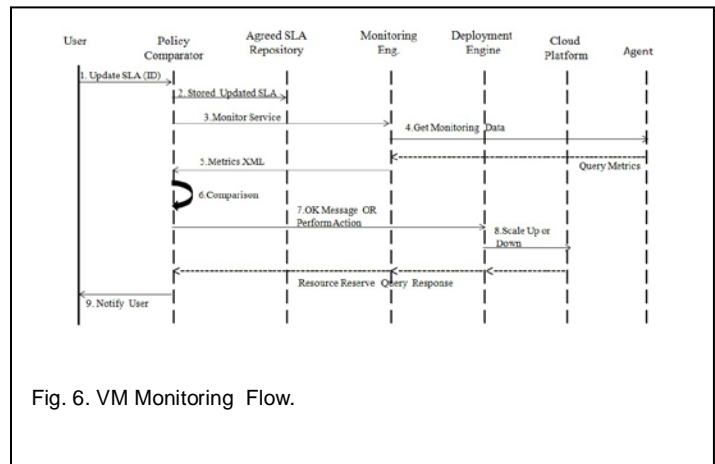 User
Policy
Comparator
Agreed SLA
Repository
Monitoring
Eng.
Deployment
Engine
Cloud
Platform
Agent
1. Update SLA (ID)
2. Stored Updated SLA
3.Monitor Service
4.Get Monitoring Data
Query Metrics
5.Metrics XML
6.Comparison
7.OK Message OR
Perform Action
8.Scale Up or
Down
Resource Reserve Query Response
9. Notify User
Fig. 6. VM Monitoring Flow.